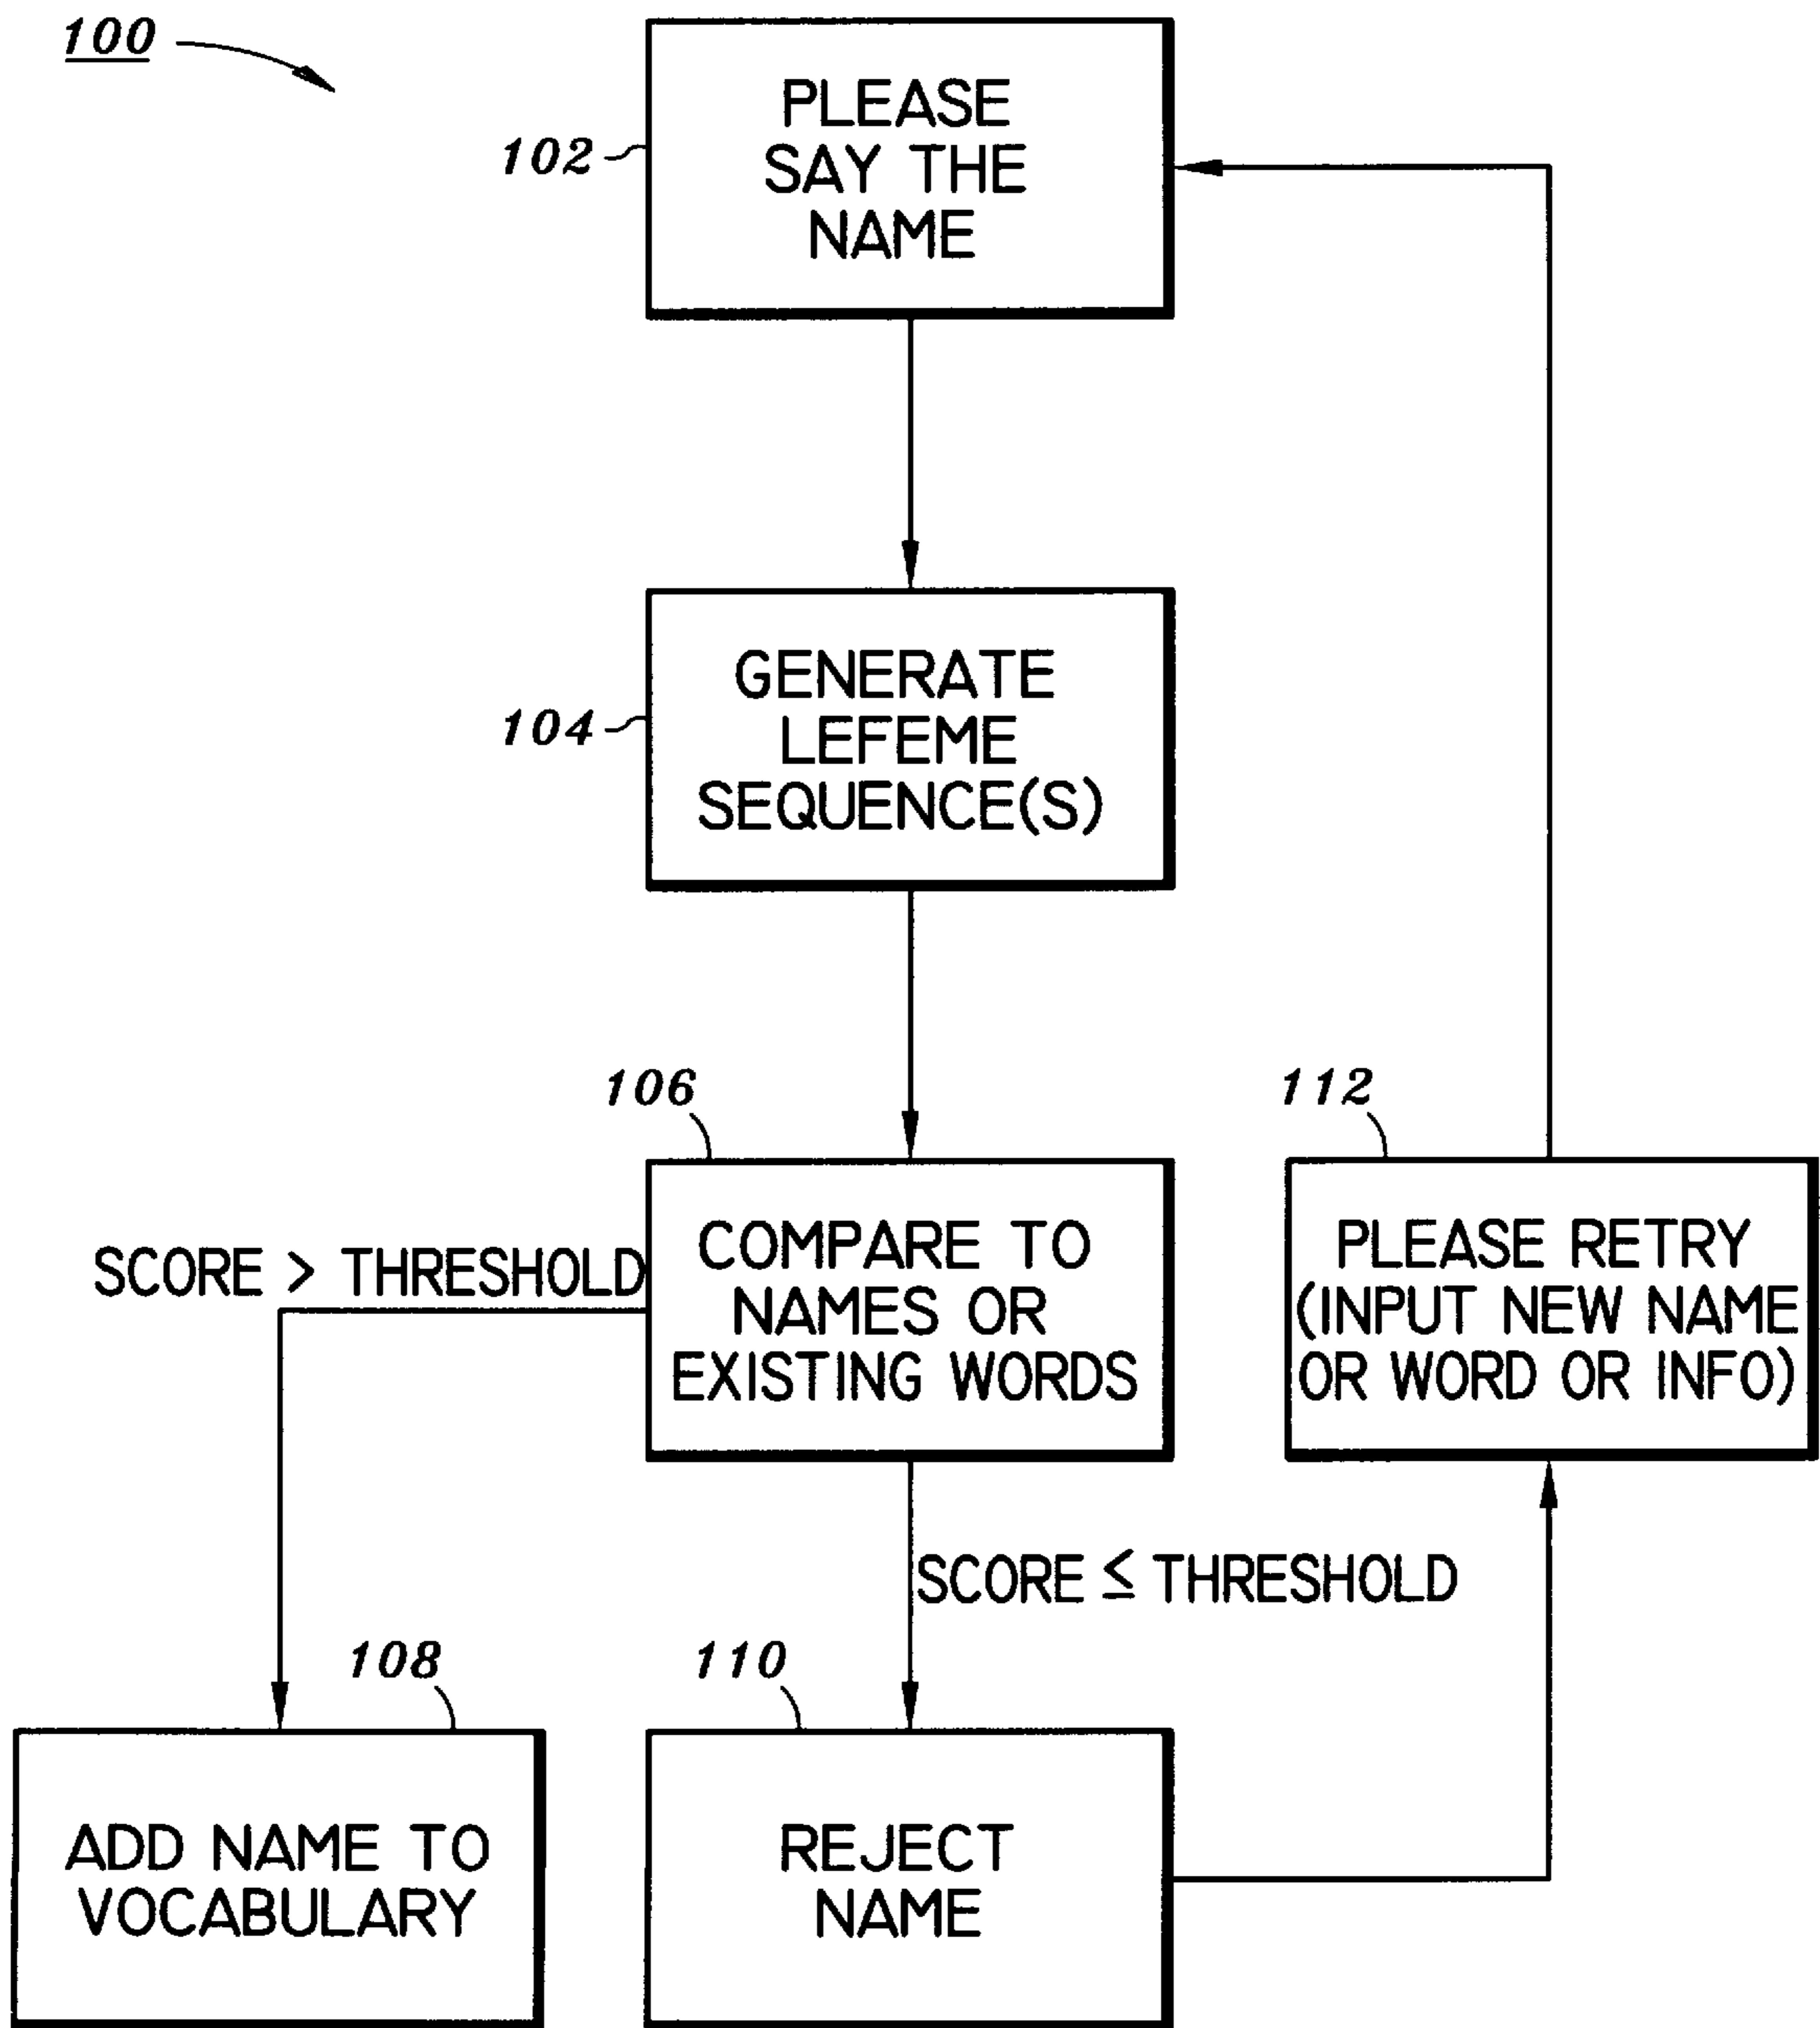 100
102
PLEASE
SAY THE
NAME
104
GENERATE
LEFEME
SEQUENCE(S)
106
COMPARE TO
NAMES OR
EXISTING WORDS
112
PLEASE RETRY
(INPUT NEW NAME
OR WORD OR INFO)
SCORE > THRESHOLD
SCORE ≤ THRESHOLD
108
ADD NAME TO
VOCABULARY
110
REJECT
NAME